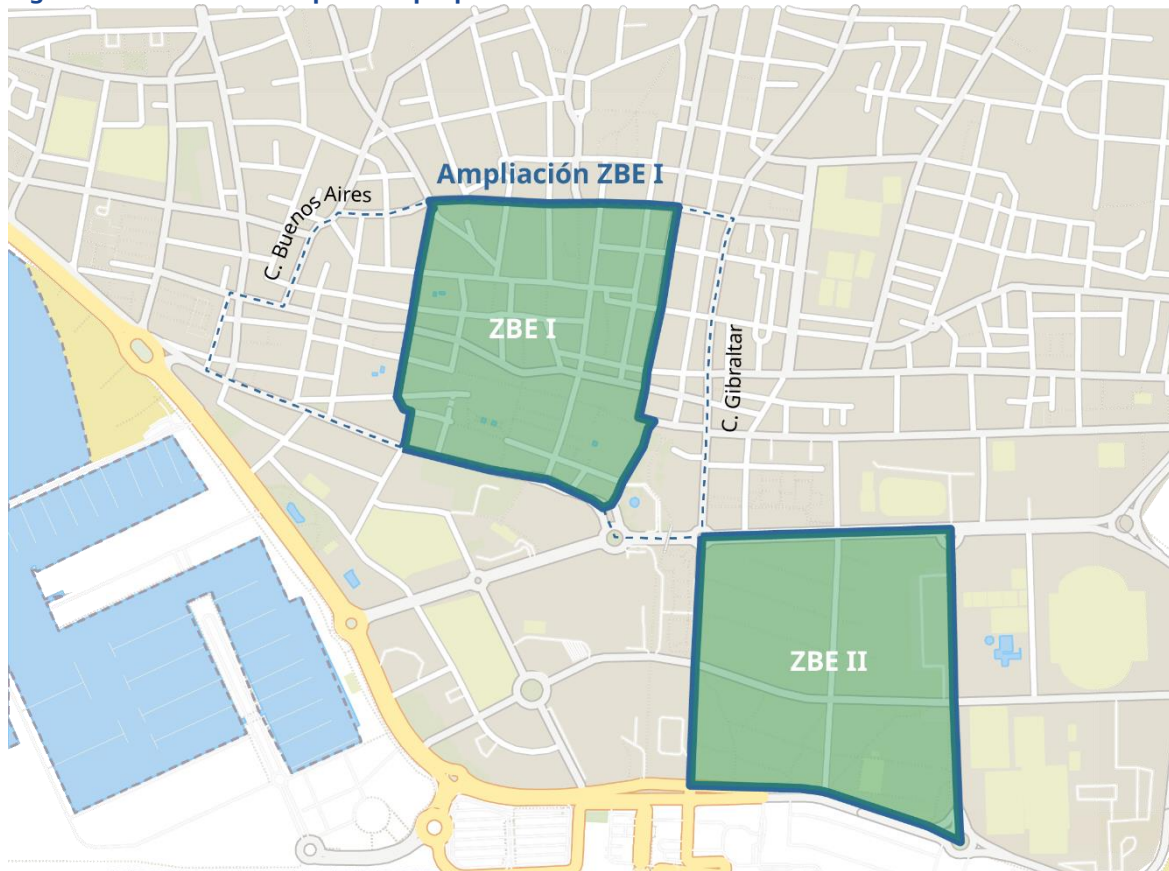 Ampliación ZBE I
C. Buenos Aires
ZBE I
C. Gibraltar
ZBE II